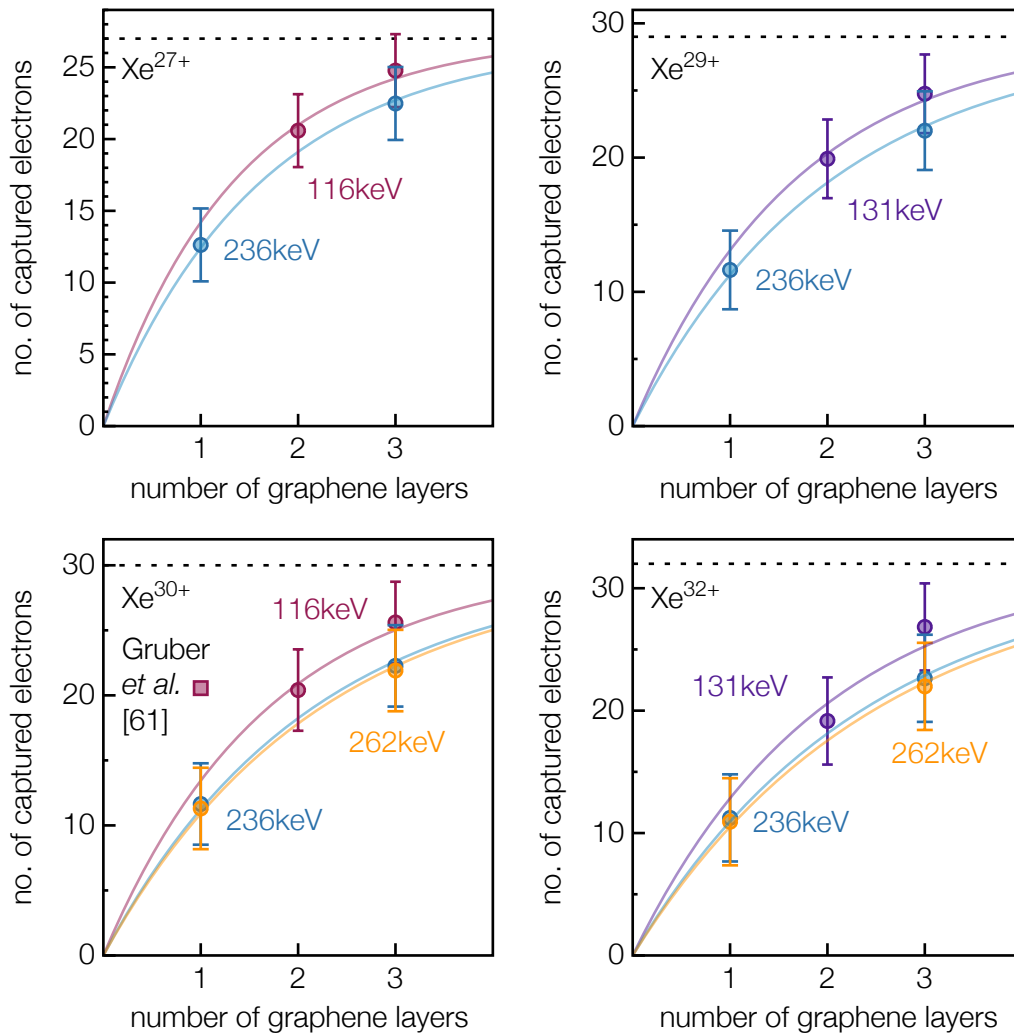 no. of captured electrons
25
20
15
10
5
0
Xe27+
116keV
236keV
1 2 3
number of graphene layers
no. of captured electrons
30
20
10
0
Xe29+
131keV
236keV
1 2 3
number of graphene layers
no. of captured electrons
30
20
10
0
Xe30+
Gruber
et al.
[61]
116keV
262keV
236keV
1 2 3
number of graphene layers
no. of captured electrons
30
20
10
0
Xe32+
131keV
262keV
236keV
1 2 3
number of graphene layers